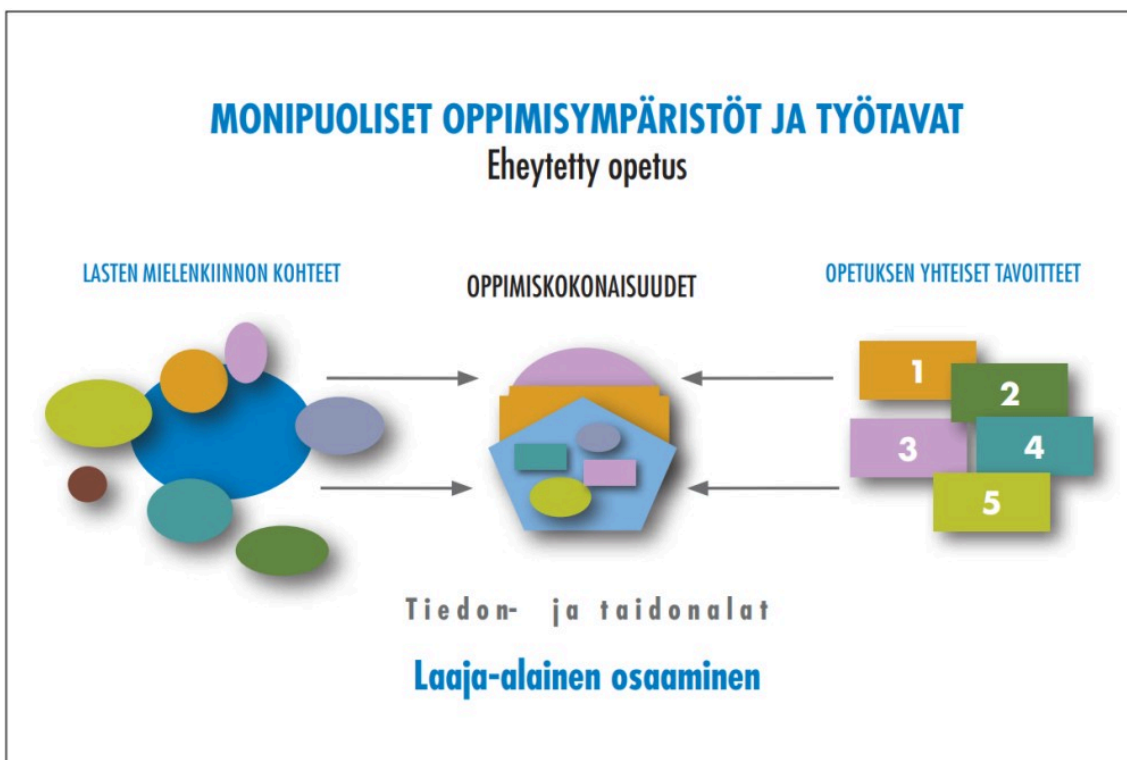 MONIPUOLISET OPPIMISYMPÄRISTÖT JA TYÖTAVAT
Eheytetty opetus
LASTEN MIELENKIINNON KOHTEET
OPPIMISKOKONAISUUDET
OPETUKSEN YHTEISET TAVOITTEET
1
2
3
4
5
Tiedon- ja taidonalat
Laaja-alainen osaaminen